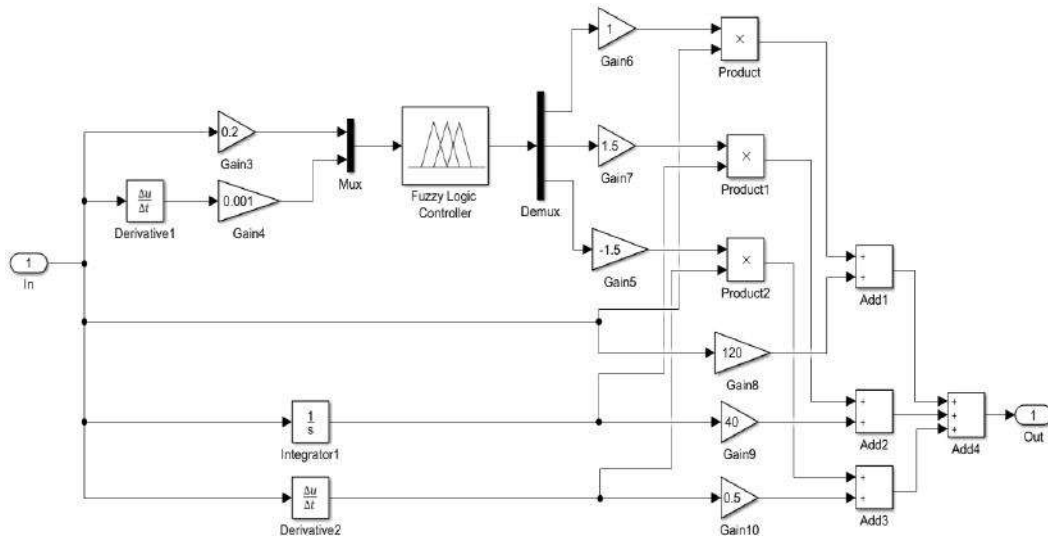 1
Gain6
×
Product
0.2
Gain3
Mux
Fuzzy Logic
Controller
Demux
1.5
Gain7
×
Product1
Δu
Δt
Derivative1
0.001
Gain4
-1.5
Gain5
×
Product2
1
In
+
+
Add1
120
Gain8
1
s
Integrator1
40
Gain9
+
+
Add2
+
+
+
Add4
1
Out
Δu
Δt
Derivative2
0.5
Gain10
+
+
Add3